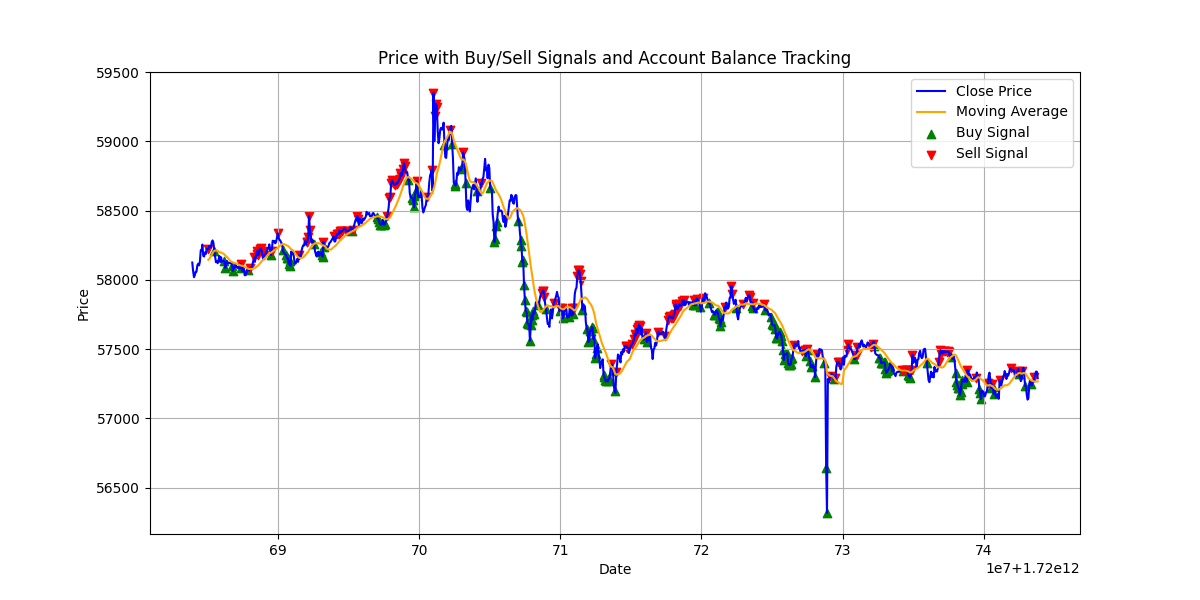 Price with Buy/Sell Signals and Account Balance Tracking
59500
59000
58500
58000
57500
57000
56500
Price
Close Price
Moving Average
Buy Signal
Sell Signal
69 70 71 72 73 74
Date
1e7+1.72e12